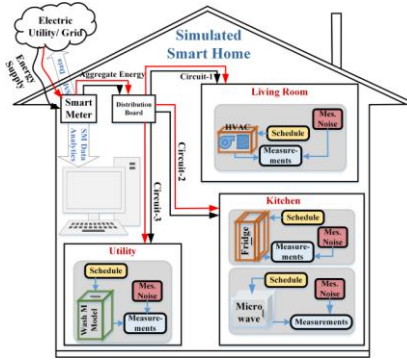 Electric
Utility/ Grid
Simulated
Smart Home
Energy
Supply
Data
Aggregate Energy
Circuit-1
Smart
Meter
Distribution
Board
Living Room
HVAC
Schedule
Mes.
Noise
Measure-
ments
SM Data
Analytics
Circuit-2
Circuit-3
Kitchen
Fridge
Schedule
Mes.
Noise
Measure-
ments
Utility
Schedule
Mes.
Noise
Wash M
Model
Measure-
ments
Schedule
Mes.
Noise
Micro
wave
Measurements